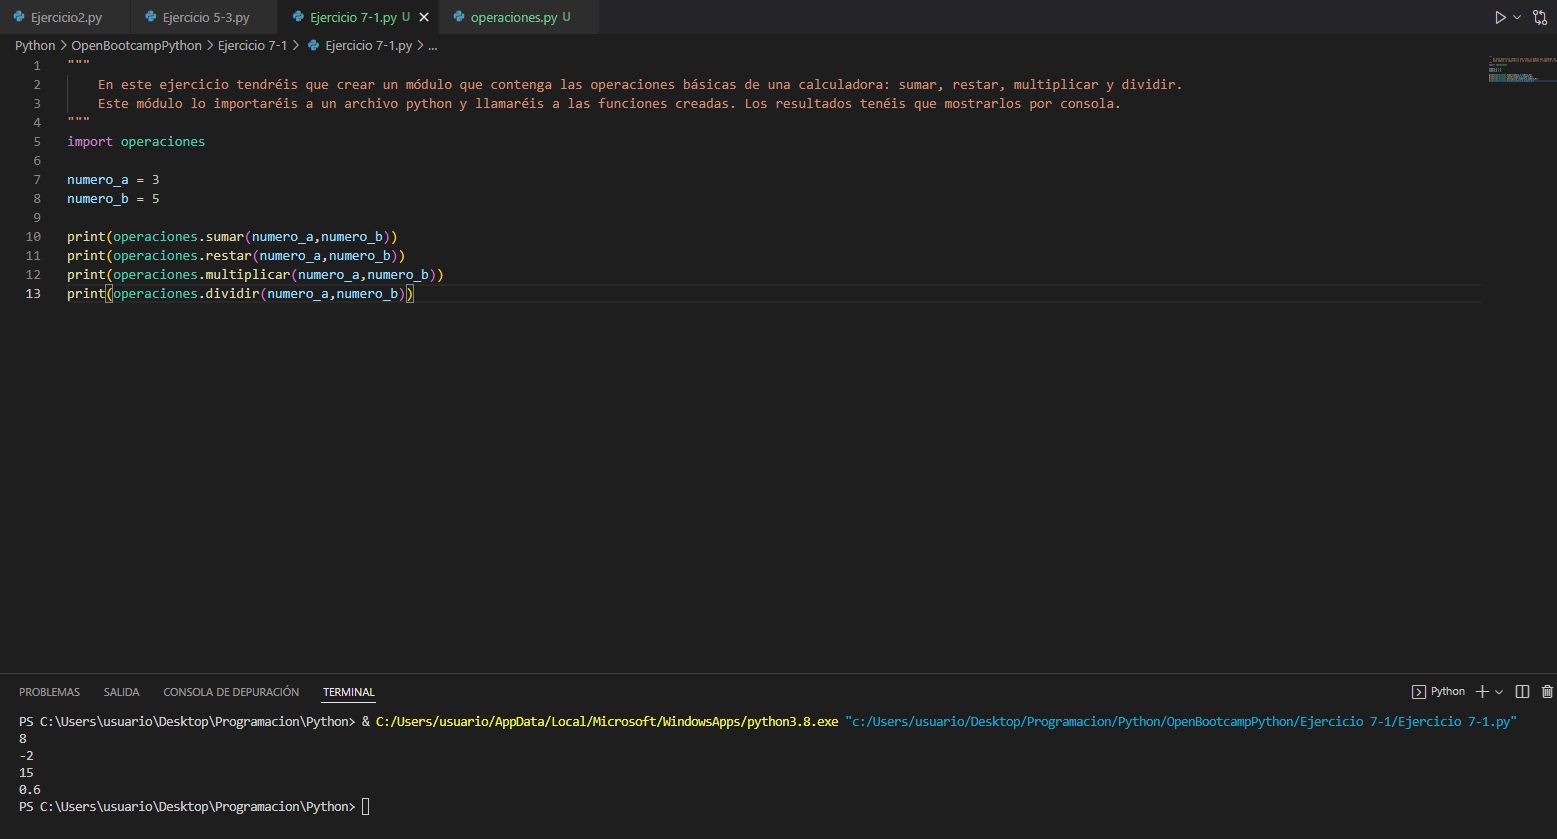 Ejercicio2.py Ejercicio 5-3.py Ejercicio 7-1.py U operaciones.py U
Python > OpenBootcampPython > Ejercicio 7-1 > Ejercicio 7-1.py > ...
1 """
2 En este ejercicio tendréis que crear un módulo que contenga las operaciones básicas de una calculadora: sumar, restar, multiplicar y dividir.
3 Este módulo lo importaréis a un archivo python y llamaréis a las funciones creadas. Los resultados tenéis que mostrarlos por consola.
4 """
5 import operaciones
6
7 numero_a = 3
8 numero_b = 5
9
10 print(operaciones.sumar(numero_a,numero_b))
11 print(operaciones.restar(numero_a,numero_b))
12 print(operaciones.multiplicar(numero_a,numero_b))
13 print(operaciones.dividir(numero_a,numero_b))
PROBLEMAS SALIDA CONSOLA DE DEPURACIÓN TERMINAL Python
PS C:\Users\usuario\Desktop\Programacion\Python> & C:/Users/usuario/AppData/Local/Microsoft/WindowsApps/python3.8.exe "c:/Users/usuario/Desktop/Programacion/Python/OpenBootcampPython/Ejercicio 7-1/Ejercicio 7-1.py"
8
-2
15
0.6
PS C:\Users\usuario\Desktop\Programacion\Python>